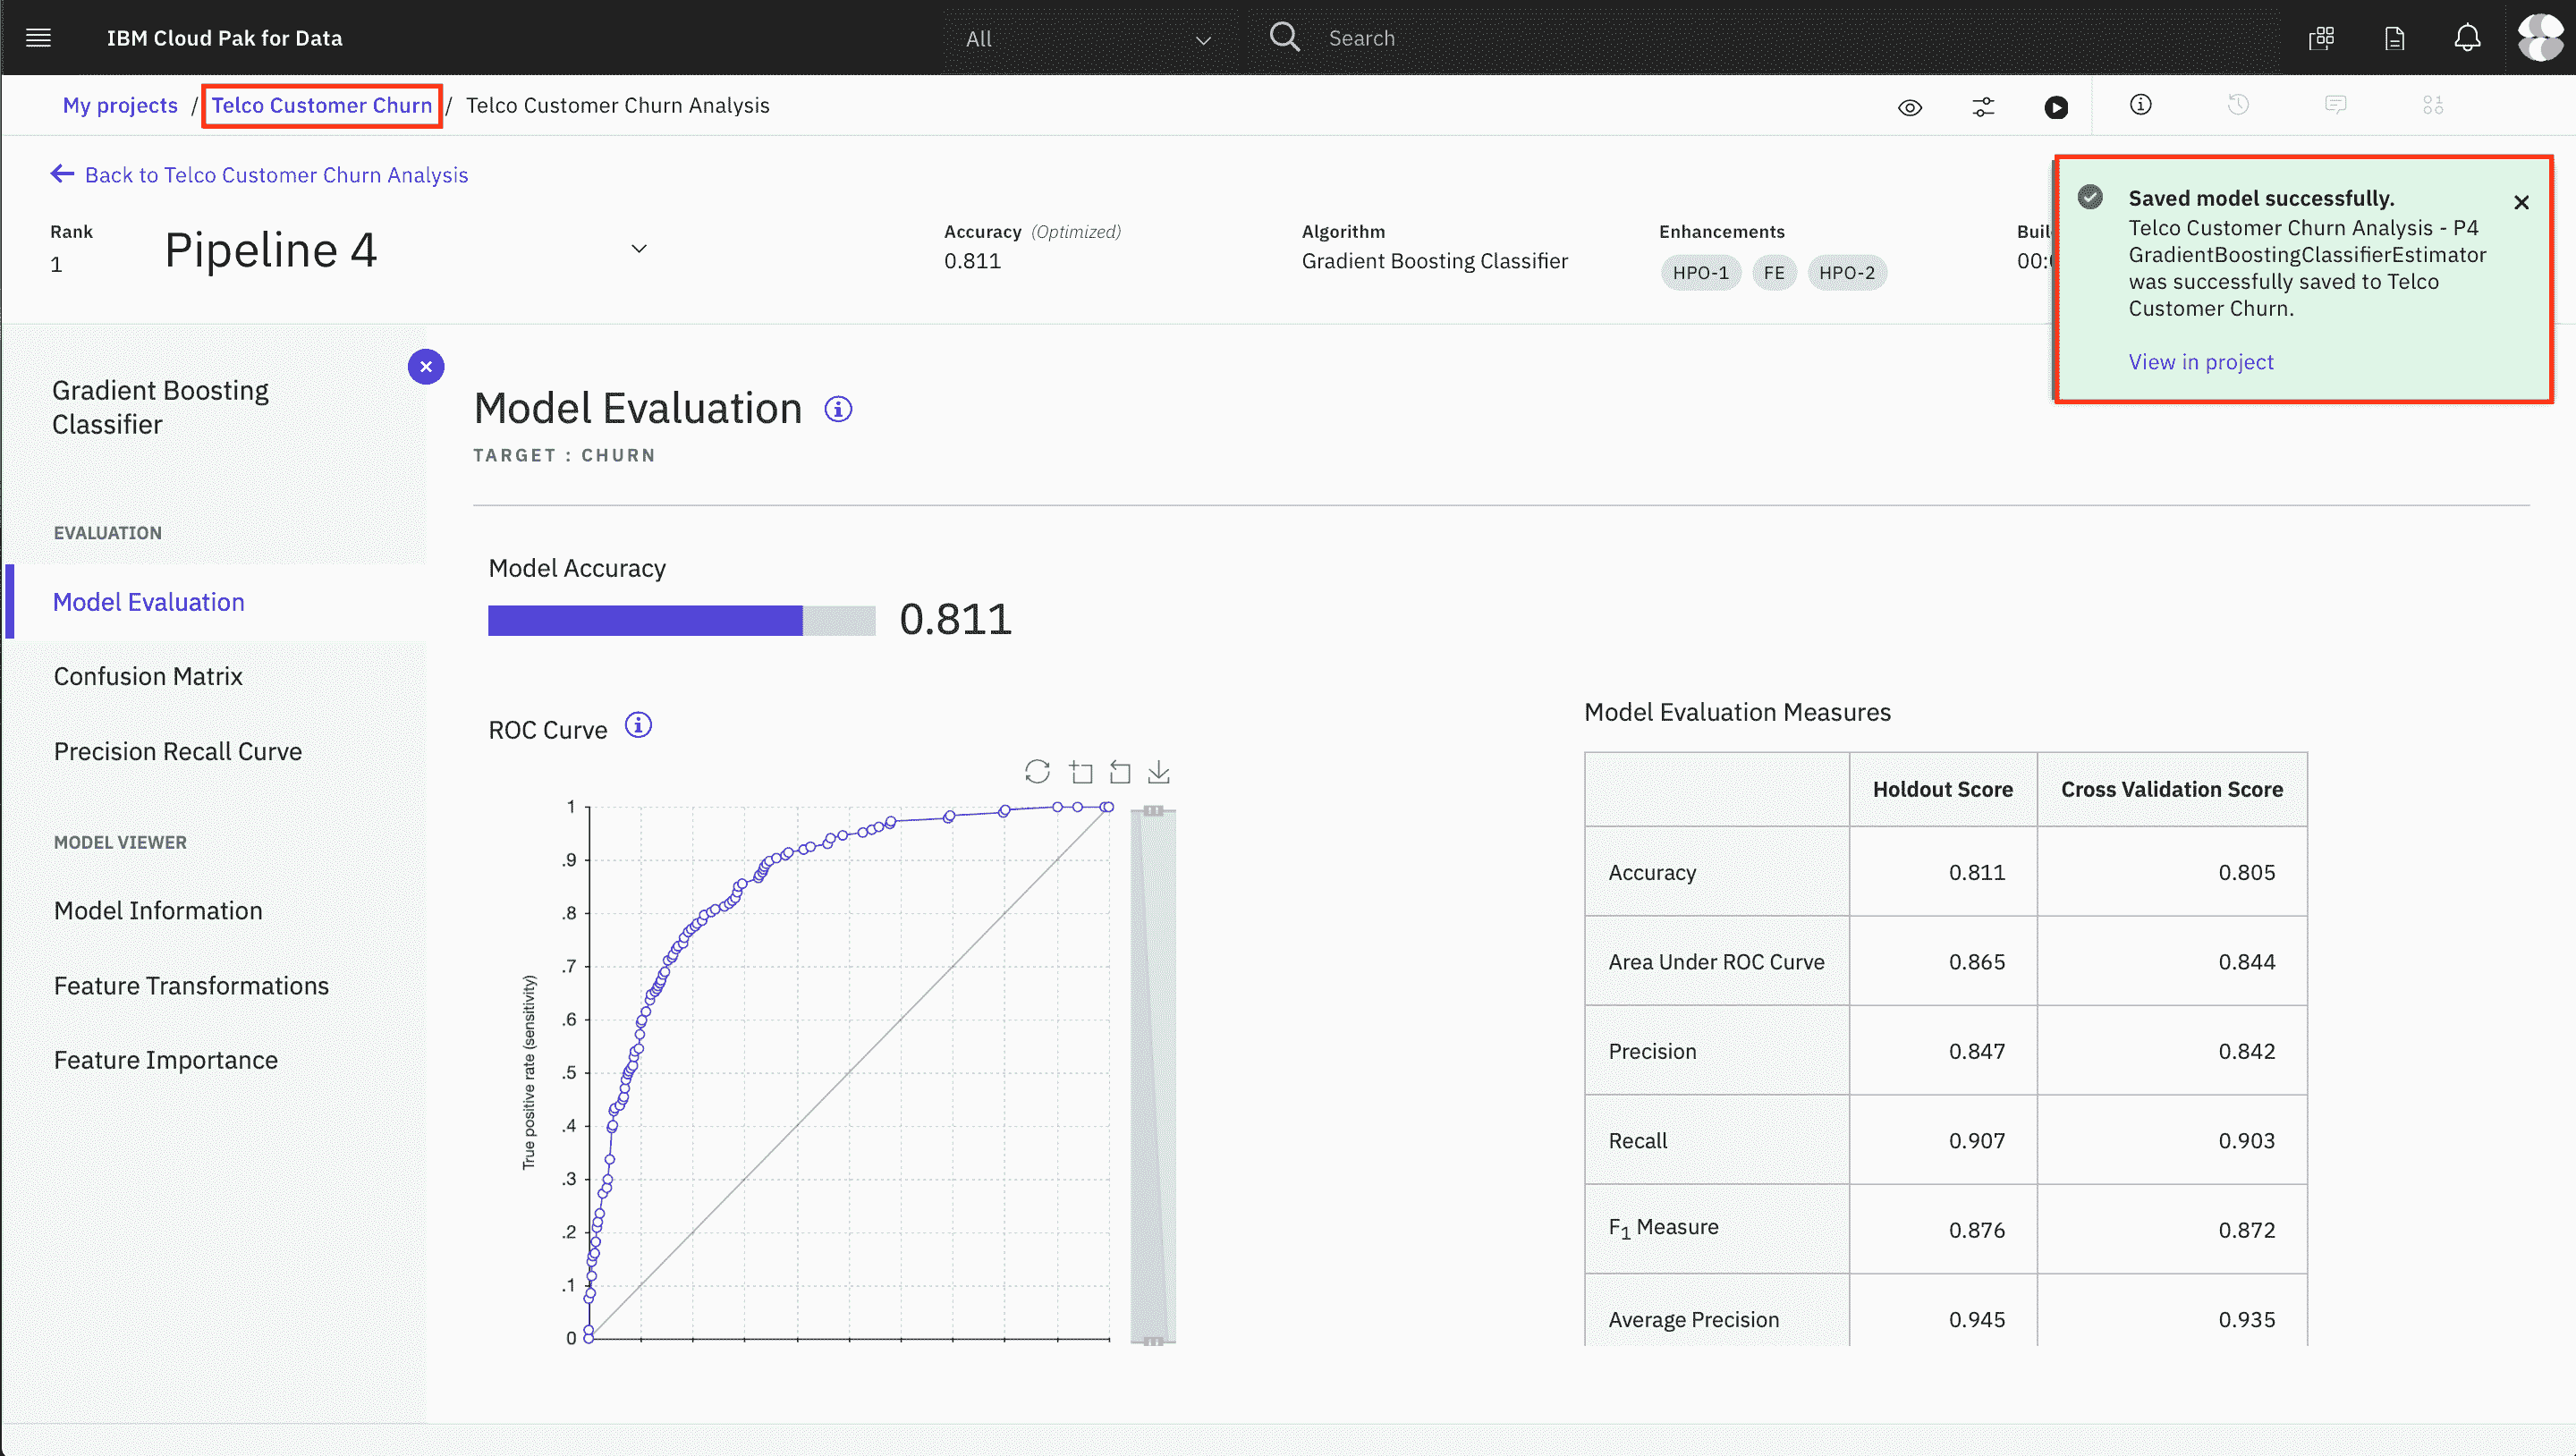 IBM Cloud Pak for Data
All
Search
My projects / Telco Customer Churn / Telco Customer Churn Analysis
Back to Telco Customer Churn Analysis
Rank
1
Pipeline 4
Accuracy (Optimized)
0.811
Algorithm
Gradient Boosting Classifier
Enhancements
HPO-1 FE HPO-2
Saved model successfully.
Telco Customer Churn Analysis - P4
GradientBoostingClassifierEstimator
was successfully saved to Telco
Customer Churn.
View in project
Gradient Boosting
Classifier
EVALUATION
Model Evaluation
Confusion Matrix
Precision Recall Curve
MODEL VIEWER
Model Information
Feature Transformations
Feature Importance
Model Evaluation
TARGET : CHURN
Model Accuracy
0.811
ROC Curve
True positive rate (sensitivity)
1
.9
.8
.7
.6
.5
.4
.3
.2
.1
0
Model Evaluation Measures
Holdout Score Cross Validation Score
Accuracy 0.811 0.805
Area Under ROC Curve 0.865 0.844
Precision 0.847 0.842
Recall 0.907 0.903
F1 Measure 0.876 0.872
Average Precision 0.945 0.935